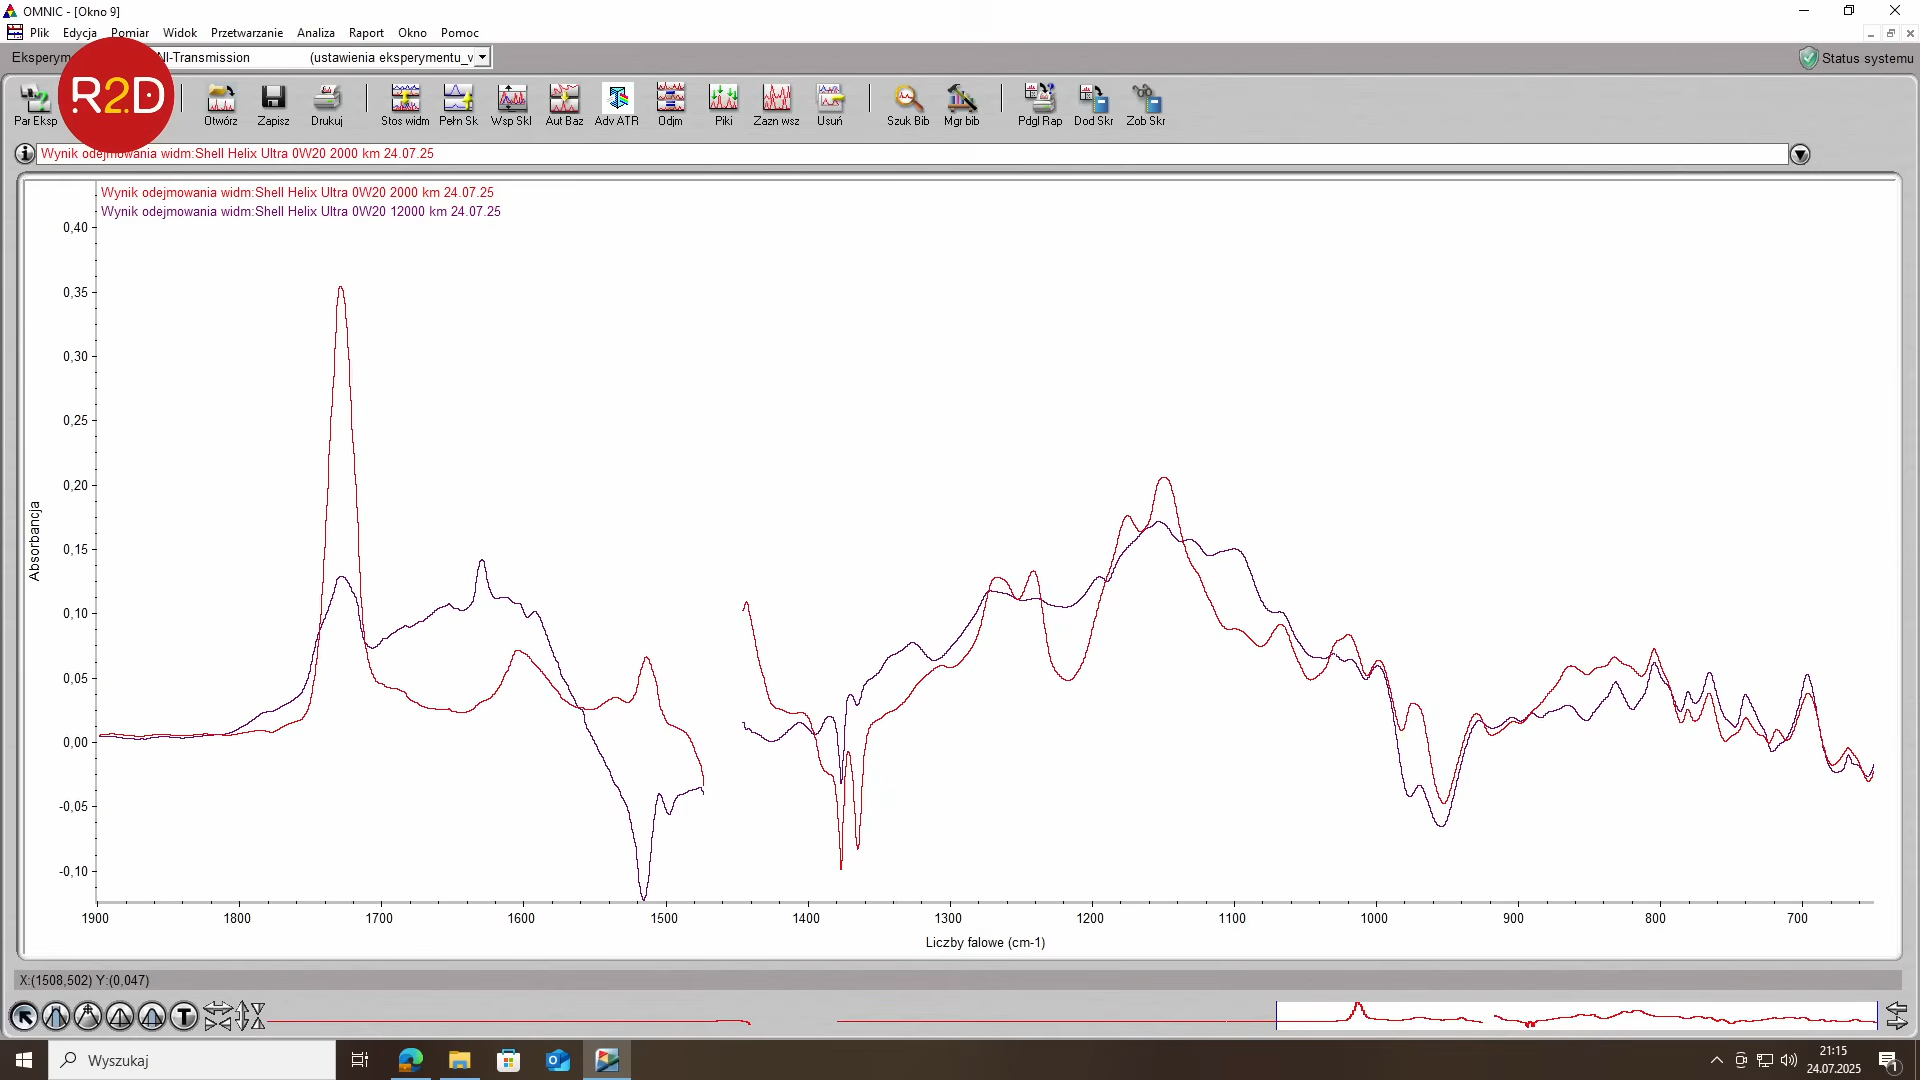 OMNIC - [Okno 9]
Plik Edycja Pomiar Widok Przetwarzanie Analiza Raport Okno Pomoc
Eksperym NI-Transmission (ustawienia eksperymentu_v Status systemu
R2D
Par Eksp Otwórz Zapisz Drukuj Stos widm Pełn Sk Wsp Skl Aut Baz Adv ATR Odjm Piki Zazn wsz Usuń Szuk Bib Mgr bib Pdgl Rap Dod Skr Zob Skr
Wynik odejmowania widm:Shell Helix Ultra 0W20 2000 km 24.07.25
Wynik odejmowania widm:Shell Helix Ultra 0W20 2000 km 24.07.25
Wynik odejmowania widm:Shell Helix Ultra 0W20 12000 km 24.07.25
0,40
0,35
0,30
0,25
0,20
0,15
0,10
0,05
0,00
-0,05
-0,10
Absorbancja
1900 1800 1700 1600 1500 1400 1300 1200 1100 1000 900 800 700
Liczby falowe (cm-1)
X:(1508,502) Y:(0,047)
T
Wyszukaj
21:15
24.07.2025
1